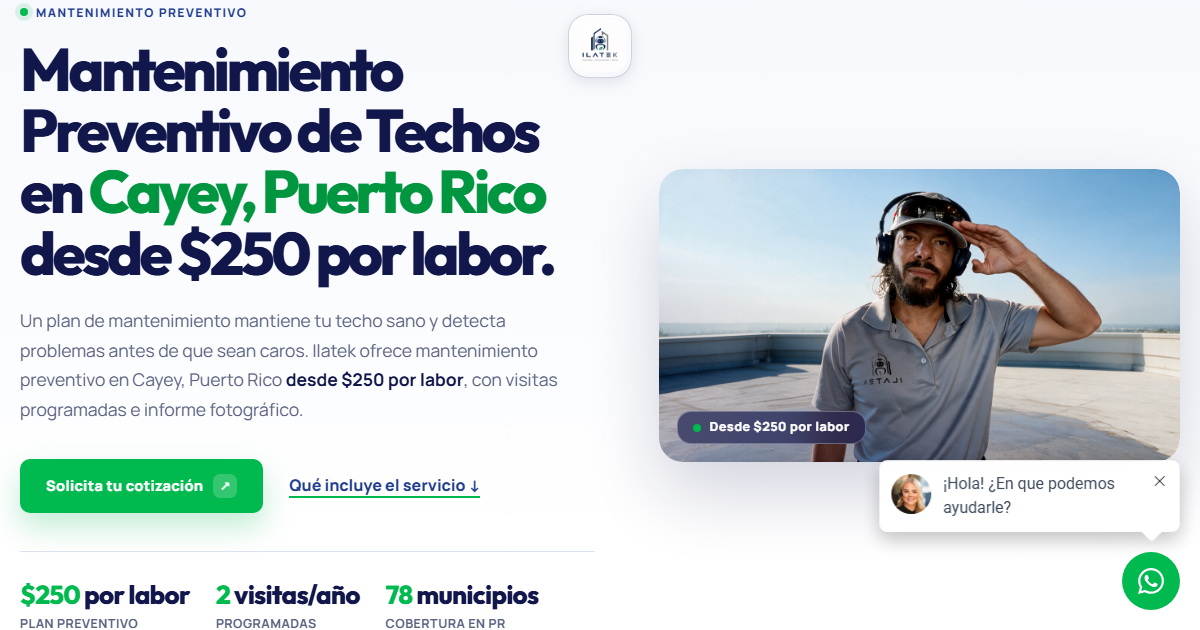 MANTENIMIENTO PREVENTIVO
ILATEK
Mantenimiento
Preventivo de Techos
en Cayey, Puerto Rico
desde $250 por labor.
Un plan de mantenimiento mantiene tu techo sano y detecta
problemas antes de que sean caros. Ilatek ofrece mantenimiento
preventivo en Cayey, Puerto Rico desde $250 por labor, con visitas
programadas e informe fotográfico.
Solicita tu cotización ↗
Qué incluye el servicio ↓
Desde $250 por labor
¡Hola! ¿En que podemos
ayudarle?
$250 por labor
PLAN PREVENTIVO
2 visitas/año
PROGRAMADAS
78 municipios
COBERTURA EN PR